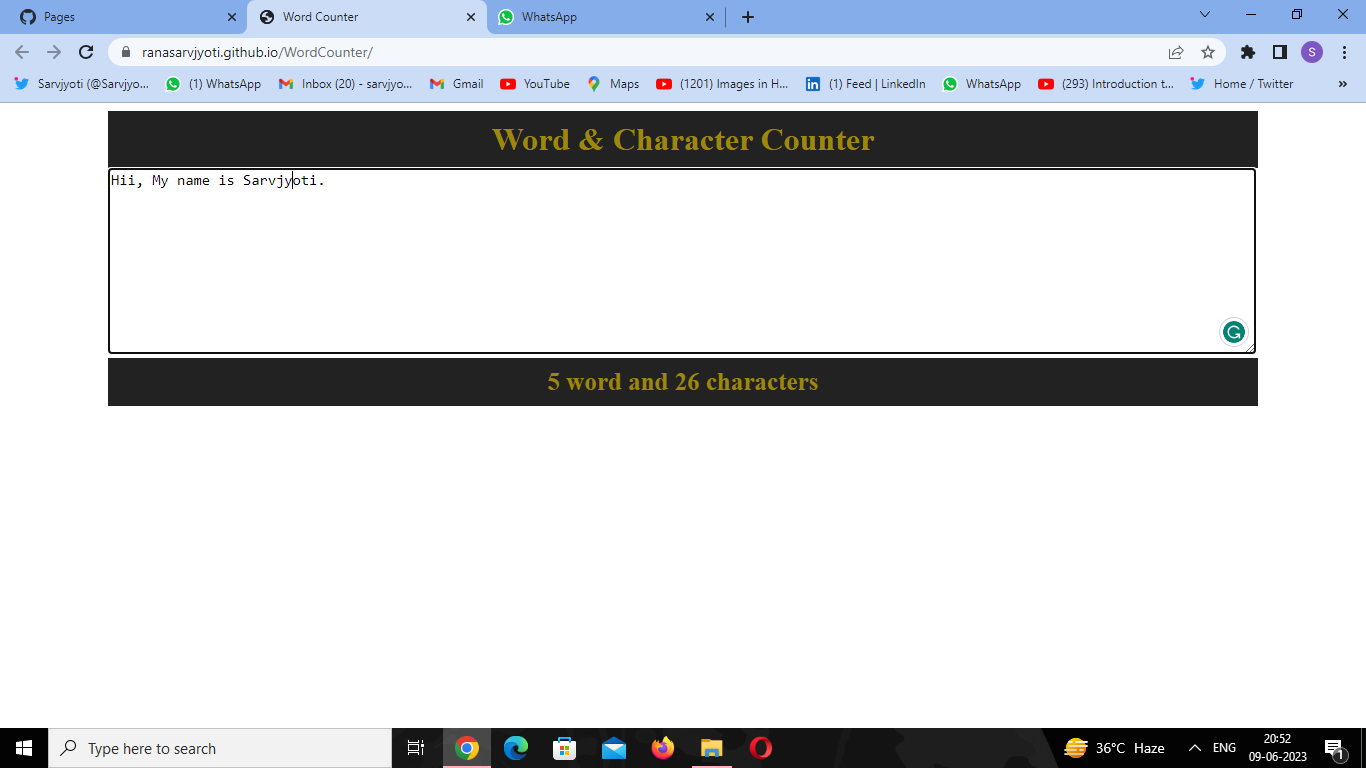 Pages
Word Counter
WhatsApp
ranasarvjyoti.github.io/WordCounter/
S
Sarvjyoti (@Sarvjyo...
(1) WhatsApp
Inbox (20) - sarvjyo...
Gmail
YouTube
Maps
(1201) Images in H...
(1) Feed | LinkedIn
WhatsApp
(293) Introduction t...
Home / Twitter
»
Word & Character Counter
Hii, My name is Sarvjyoti.
5 word and 26 characters
Type here to search
36°C Haze
ENG
20:52
09-06-2023
1